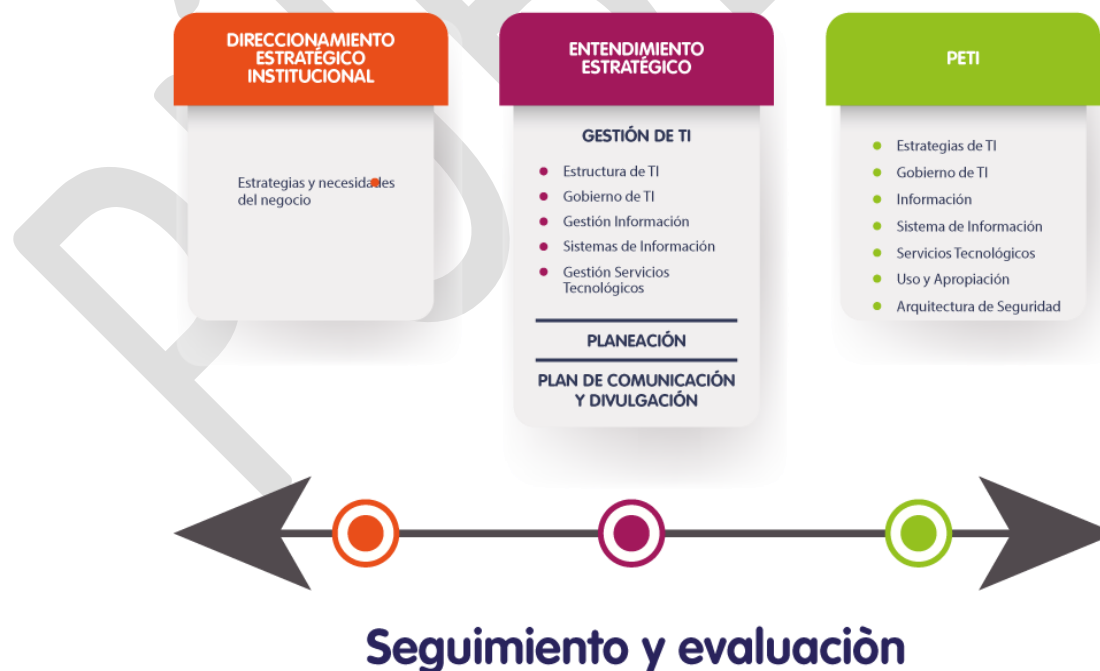 DIRECCIONAMIENTO
ESTRATÉGICO
INSTITUCIONAL
Estrategias y necesidades
del negocio
ENTENDIMIENTO
ESTRATÉGICO
GESTIÓN DE TI
Estructura de TI
Gobierno de TI
Gestión Información
Sistemas de Información
Gestión Servicios
Tecnológicos
PLANEACIÓN
PLAN DE COMUNICACIÓN
Y DIVULGACIÓN
PETI
Estrategias de TI
Gobierno de TI
Información
Sistema de Información
Servicios Tecnológicos
Uso y Apropiación
Arquitectura de Seguridad
Seguimiento y evaluaciòn